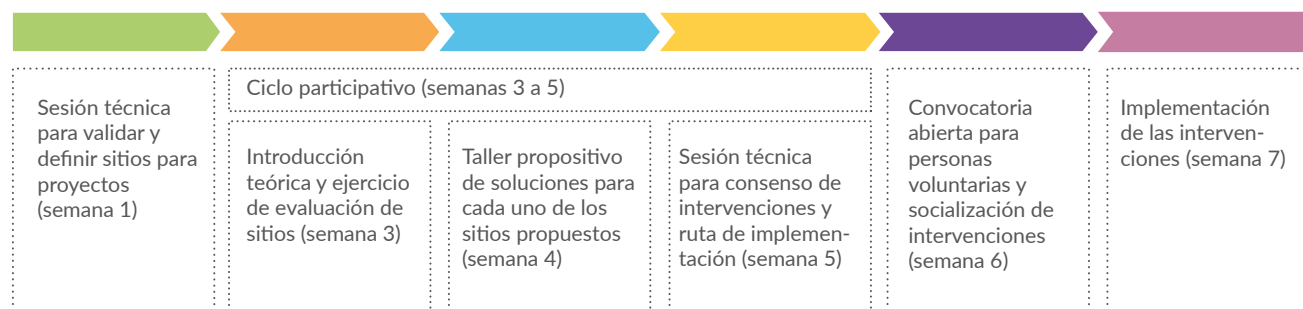 Sesión técnica
para validar y
definir sitios para
proyectos
(semana 1)
Ciclo participativo (semanas 3 a 5)
Introducción
teórica y ejercicio
de evaluación de
sitios (semana 3)
Taller propositivo
de soluciones para
cada uno de los
sitios propuestos
(semana 4)
Sesión técnica
para consenso de
intervenciones y
ruta de implemen-
tación (semana 5)
Convocatoria
abierta para
personas
voluntarias y
socialización de
intervenciones
(semana 6)
Implementación
de las interven-
ciones (semana 7)